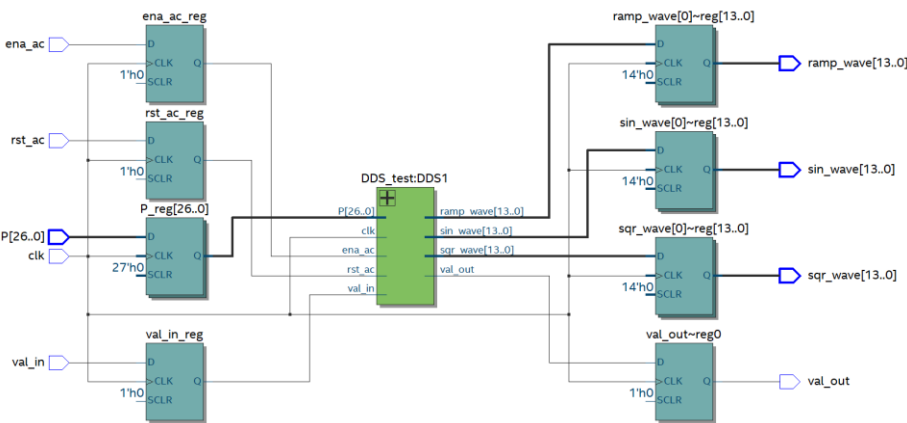 ena_ac_reg
ena_ac
D
>CLK
Q
1'h0
SCLR
rst_ac_reg
rst_ac
D
>CLK
Q
1'h0
SCLR
P_reg[26..0]
P[26..0]
clk
D
>CLK
Q
27'h0
SCLR
val_in_reg
val_in
D
>CLK
Q
1'h0
SCLR
DDS_test:DDS1
P[26..0]
clk
ena_ac
rst_ac
val_in
ramp_wave[13..0]
sin_wave[13..0]
sqr_wave[13..0]
val_out
ramp_wave[0]~reg[13..0]
D
>CLK
Q
14'h0
SCLR
ramp_wave[13..0]
sin_wave[0]~reg[13..0]
D
>CLK
Q
14'h0
SCLR
sin_wave[13..0]
sqr_wave[0]~reg[13..0]
D
>CLK
Q
14'h0
SCLR
sqr_wave[13..0]
val_out~reg0
D
>CLK
Q
1'h0
SCLR
val_out